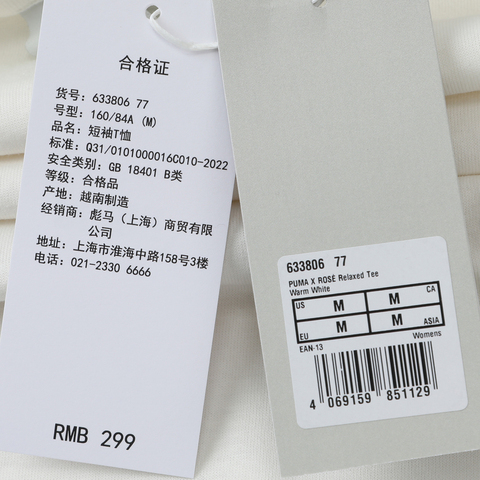 合格证
货号: 633806 77
号型: 160/84A (M)
品名: 短袖T恤
标准: Q31/0101000016C010-2022
安全类别: GB 18401 B类
等级: 合格品
产地: 越南制造
经销商: 彪马（上海）商贸有限
公司
地址: 上海市淮海中路158号3楼
电话: 021-2330 6666
RMB 299
633806 77
PUMA X ROSÉ Relaxed Tee
Warm White
US M M CA
EU M M ASIA
EAN-13 Womens
4 069159 851129